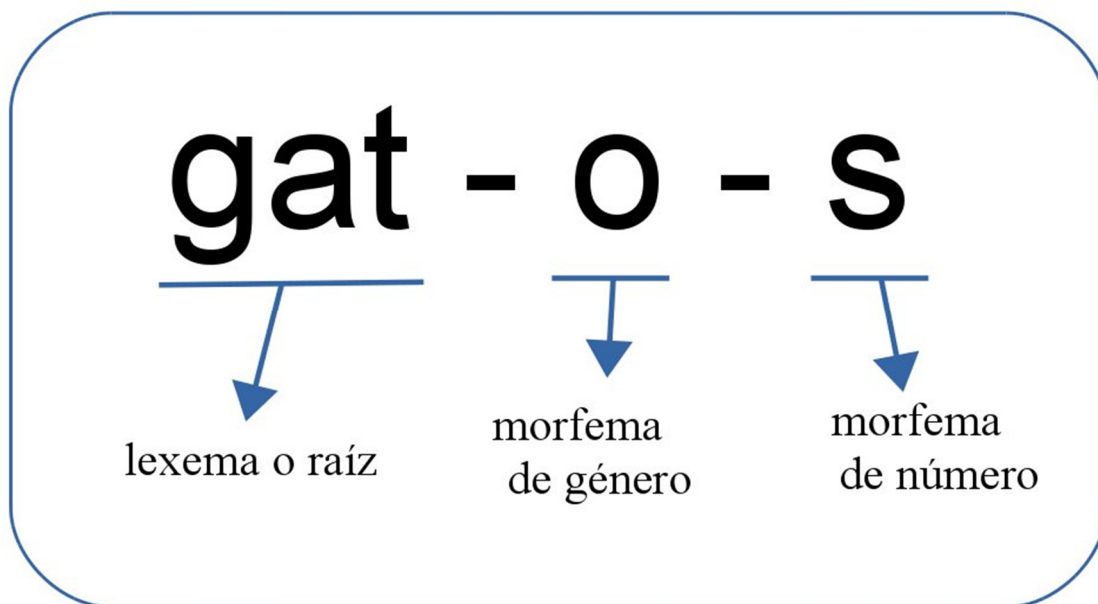 gat - o - s
lexema o raíz
morfema
de género
morfema
de número